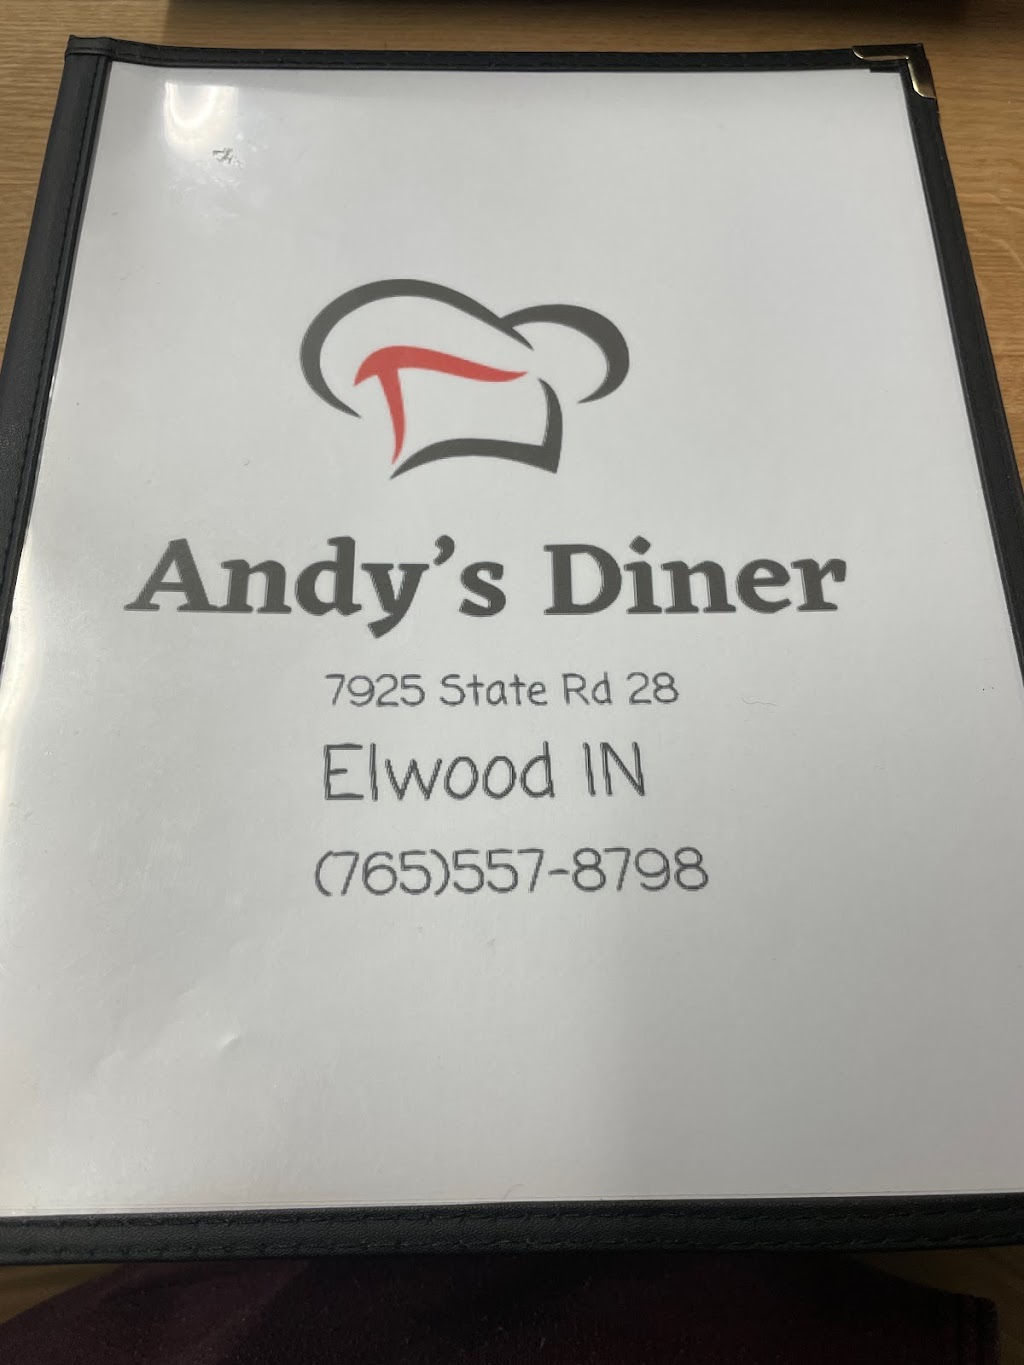 Andy's Diner
7925 State Rd 28
Elwood IN
(765)557-8798